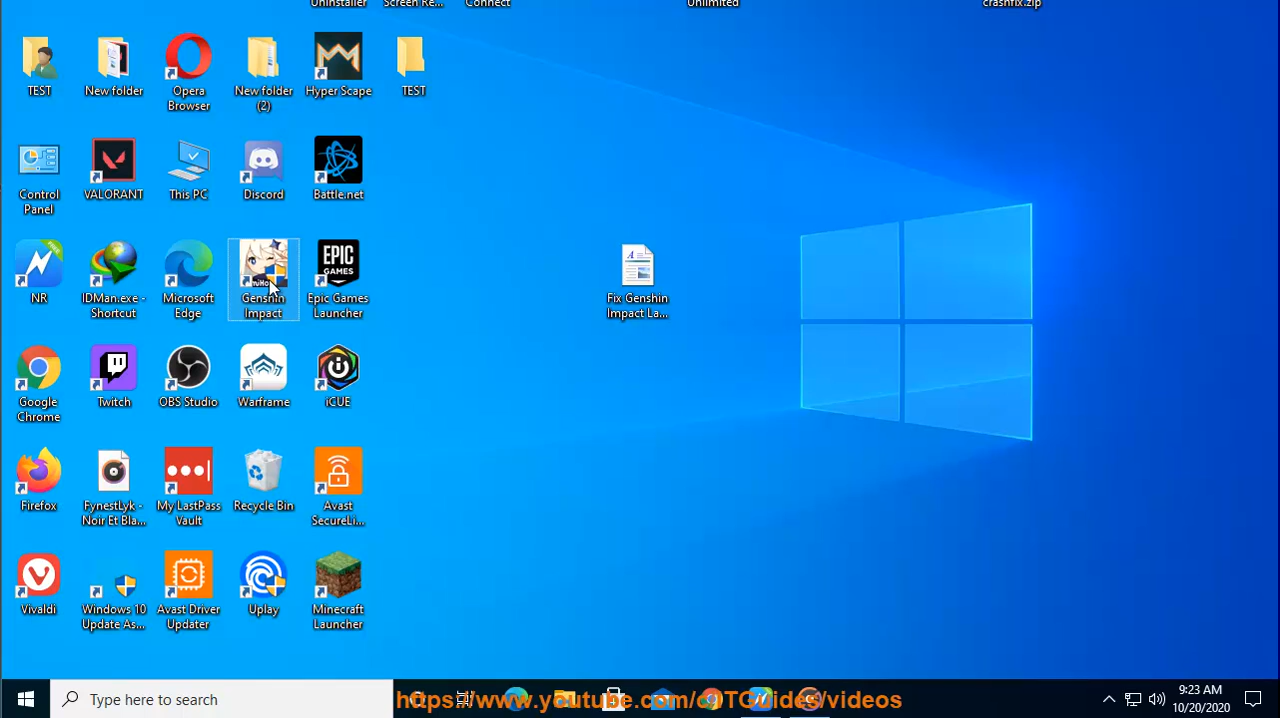 Uninstaller
Screen Re...
Connect
Unlimited
crashfix.zip
TEST
New folder
Opera
Browser
New folder
(2)
Hyper Scape
TEST
Control
Panel
VALORANT
This PC
Discord
Battle.net
NR
IDMan.exe -
Shortcut
Microsoft
Edge
Genshin
Impact
EPIC
GAMES
Epic Games
Launcher
Fix Genshin
Impact La...
Google
Chrome
Twitch
OBS Studio
Warframe
iCUE
Firefox
FynestLyk -
Noir Et Bla...
My LastPass
Vault
Recycle Bin
Avast
SecureLi...
Vivaldi
Windows 10
Update As...
Avast Driver
Updater
Uplay
Minecraft
Launcher
Type here to search
https://www.youtube.com/c/TGuides/videos
9:23 AM
10/20/2020